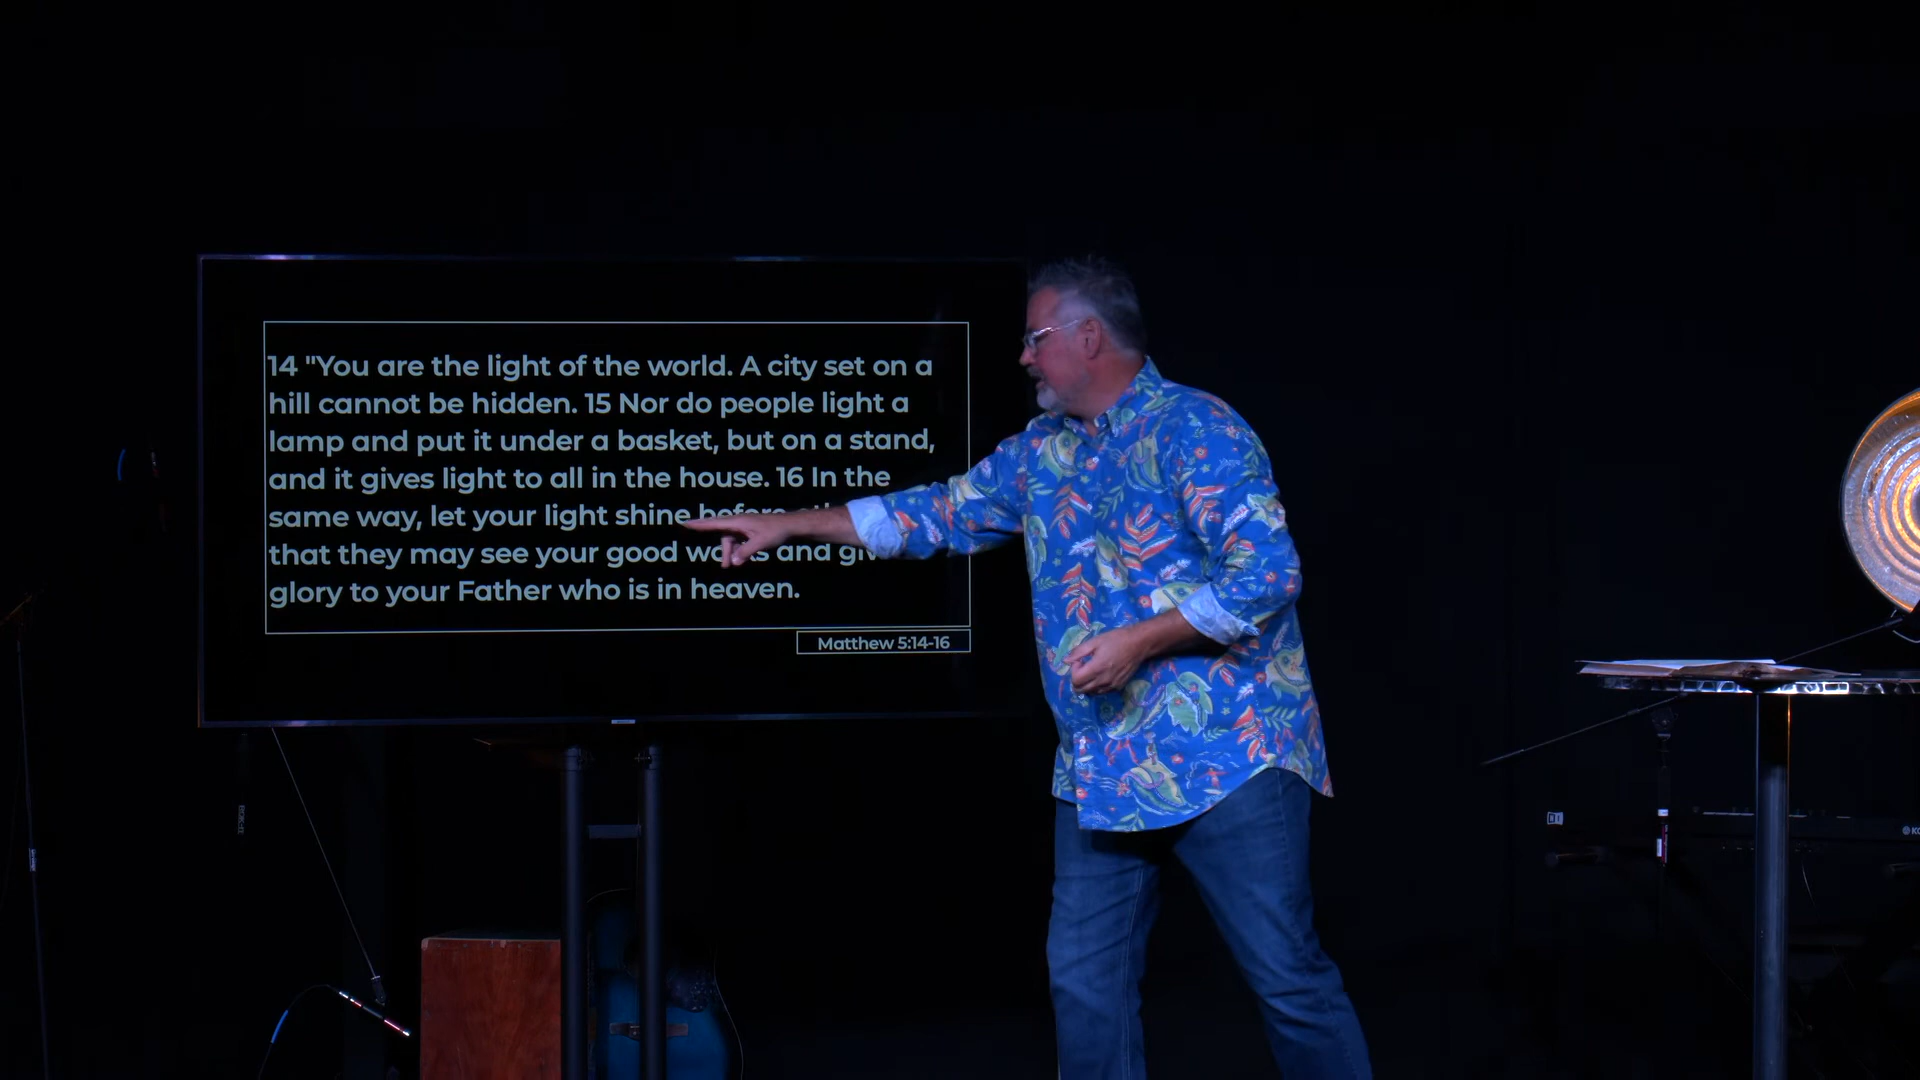 14 "You are the light of the world. A city set on a
hill cannot be hidden. 15 Nor do people light a
lamp and put it under a basket, but on a stand,
and it gives light to all in the house. 16 In the
same way, let your light shine before
that they may see your good works and
glory to your Father who is in heaven.
Matthew 5:14-16